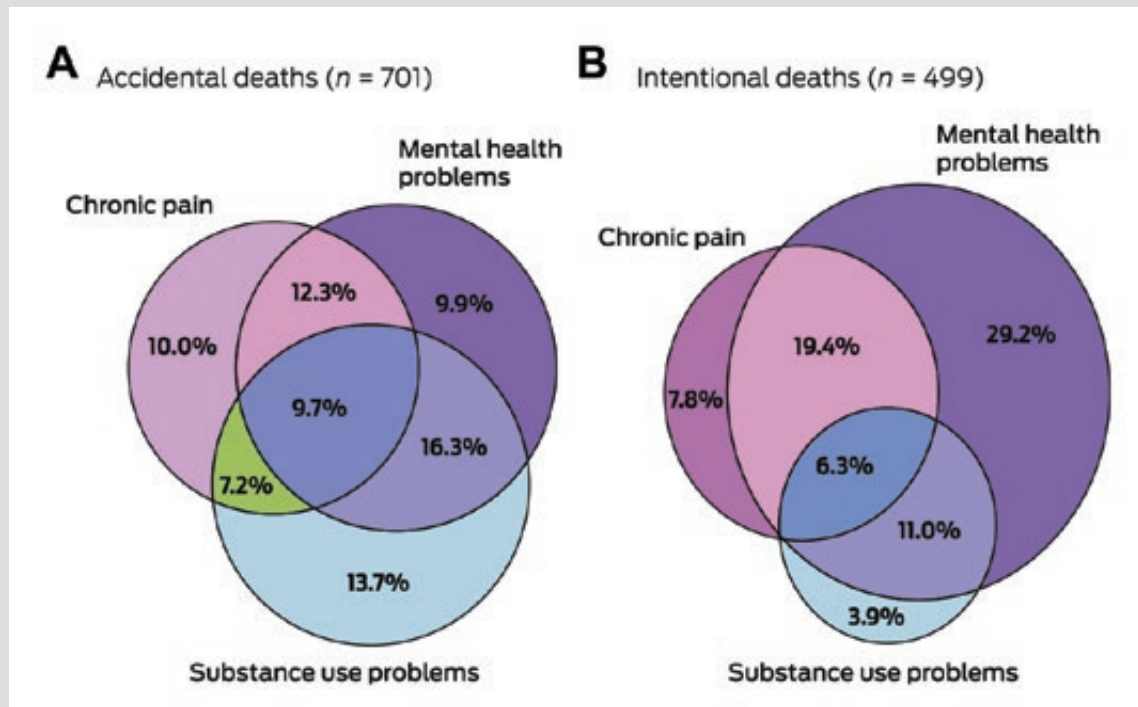 A Accidental deaths (n = 701)
Mental health
problems
Chronic pain
12.3%
9.9%
10.0%
9.7%
16.3%
7.2%
13.7%
Substance use problems
B Intentional deaths (n = 499)
Mental health
problems
Chronic pain
29.2%
19.4%
7.8%
6.3%
11.0%
3.9%
Substance use problems